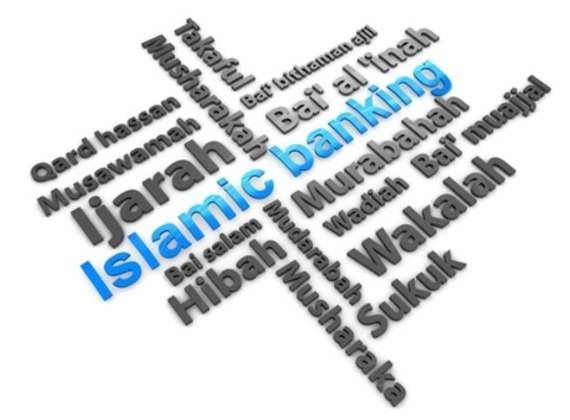 Takaful
Musharakah
Bai' bithaman ajil
Bai' al 'inah
Qard hassan
Musawamah
Ijarah
Islamic banking
Murabahah
Bai' muajjal
Wadiah
Wakalah
Sukuk
Bai salam
Hibah
Mudarabah
Musharaka